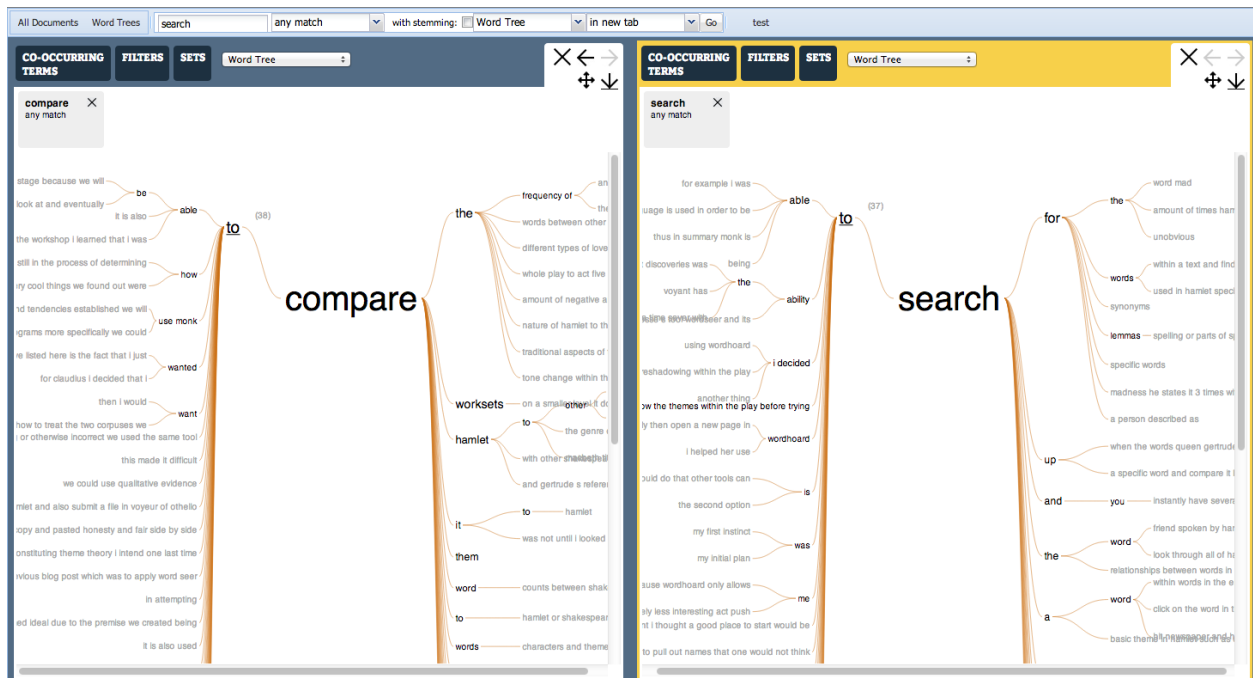 All Documents Word Trees search any match with stemming: Word Tree in new tab Go test
CO-OCCURRING TERMS FILTERS SETS Word Tree
compare
any match
stage because we will
be
look at and eventually
able
it is also
the workshop i learned that i was
to
(38)
still in the process of determining
how
ry cool things we found out were
nd tendencies established we will
use monk
ograms more specifically we could
ve listed here is the fact that i just
wanted
for claudius i decided that i
then i would
want
how to treat the two corpuses we
g or otherwise incorrect we used the same tool
this made it difficult
we could use qualitative evidence
mlet and also submit a file in voyeur of othello
copy and pasted honesty and fair side by side
onstituting theme theory i intend one last time
evious blog post which was to apply word seer
in attempting
ed ideal due to the premise we created being
it is also used
compare
the
frequency of
an
the
words between other
different types of love
whole play to act five
amount of negative a
nature of hamlet to th
traditional aspects of
tone change within th
worksets
on a smaller
hamlet
to
other
the genre
with other
and gertrude s refere
it
to
hamlet
was not until i looked
them
word
counts between shak
to
hamlet or shakespear
words
characters and theme
CO-OCCURRING TERMS FILTERS SETS Word Tree
search
any match
for example i was
able
uage is used in order to be
thus in summary monk is
being
to
(37)
t discoveries was
the
voyant has
ability
using wordhoard
i decided
reshadowing within the play
another thing
ow the themes within the play before trying
ly then open a new page in
wordhoard
i helped her use
ould do that other tools can
is
the second option
my first instinct
was
my initial plan
ause wordhoard only allows
me
ely less interesting act push
nt i thought a good place to start would be
to pull out names that one would not think
search
for
the
word mad
amount of times ham
unobvious
words
within a text and find
used in hamlet speci
synonyms
lemmas
spelling or parts of sp
specific words
madness he states it 3 times wi
a person described as
up
when the words queen gertrude
a specific word and compare it
and
you
instantly have severa
the
word
friend spoken by har
look through all of ha
relationships between words in
a
word
within words in the e
click on the word in t
basic theme in hamlet such as